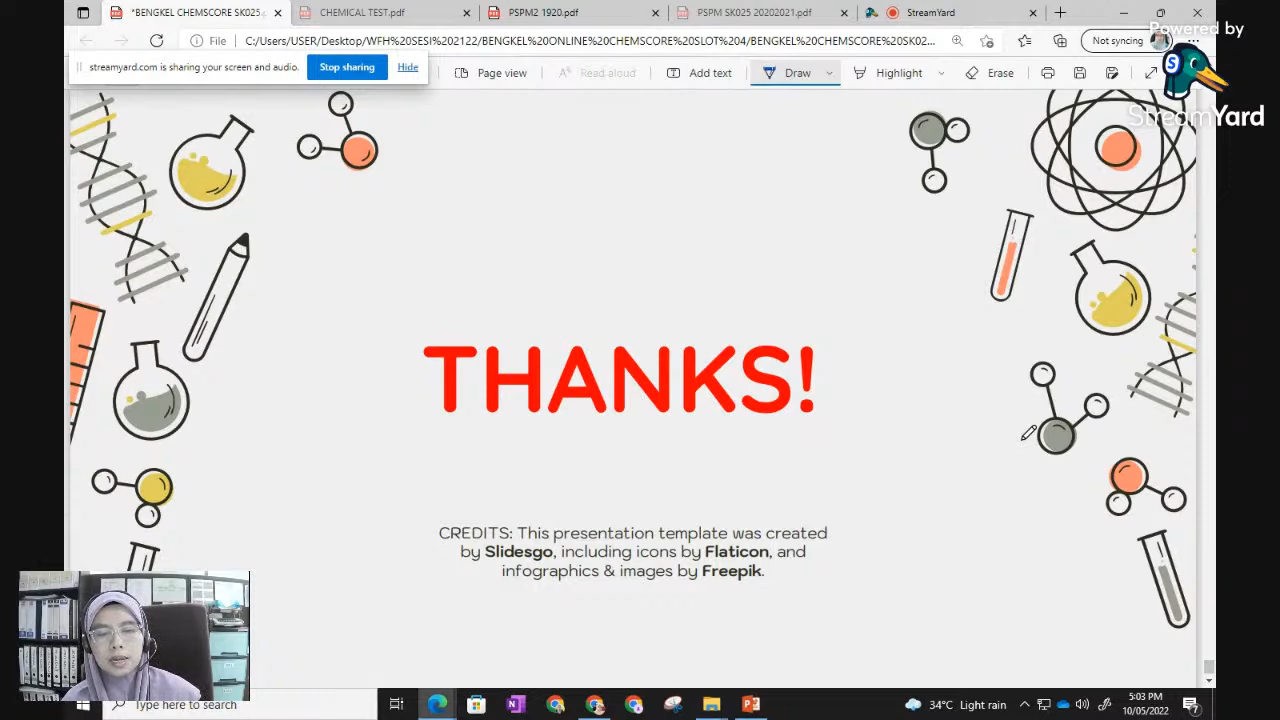 *BENGKEL CHEMSCORE SK025
CHEMICAL TEST.pdf
PSPM2 1920.pdf
PSPM SK025 20202021.pdf
StreamYard
File
C:/Users/USER/Desktop/WFH%20SESI
EL%20ONLINE%20CHEMSCORE%20SLOT%204/BENGKEL%20CHEMSCORE%20SK02...
Not syncing
Powered by
StreamYard
streamyard.com is sharing your screen and audio.
Stop sharing
Hide
Page view
Read aloud
Add text
Draw
Highlight
Erase
THANKS!
CREDITS: This presentation template was created
by Slidesgo, including icons by Flaticon, and
infographics & images by Freepik.
Type here to search
34°C Light rain
5:03 PM
10/05/2022
7